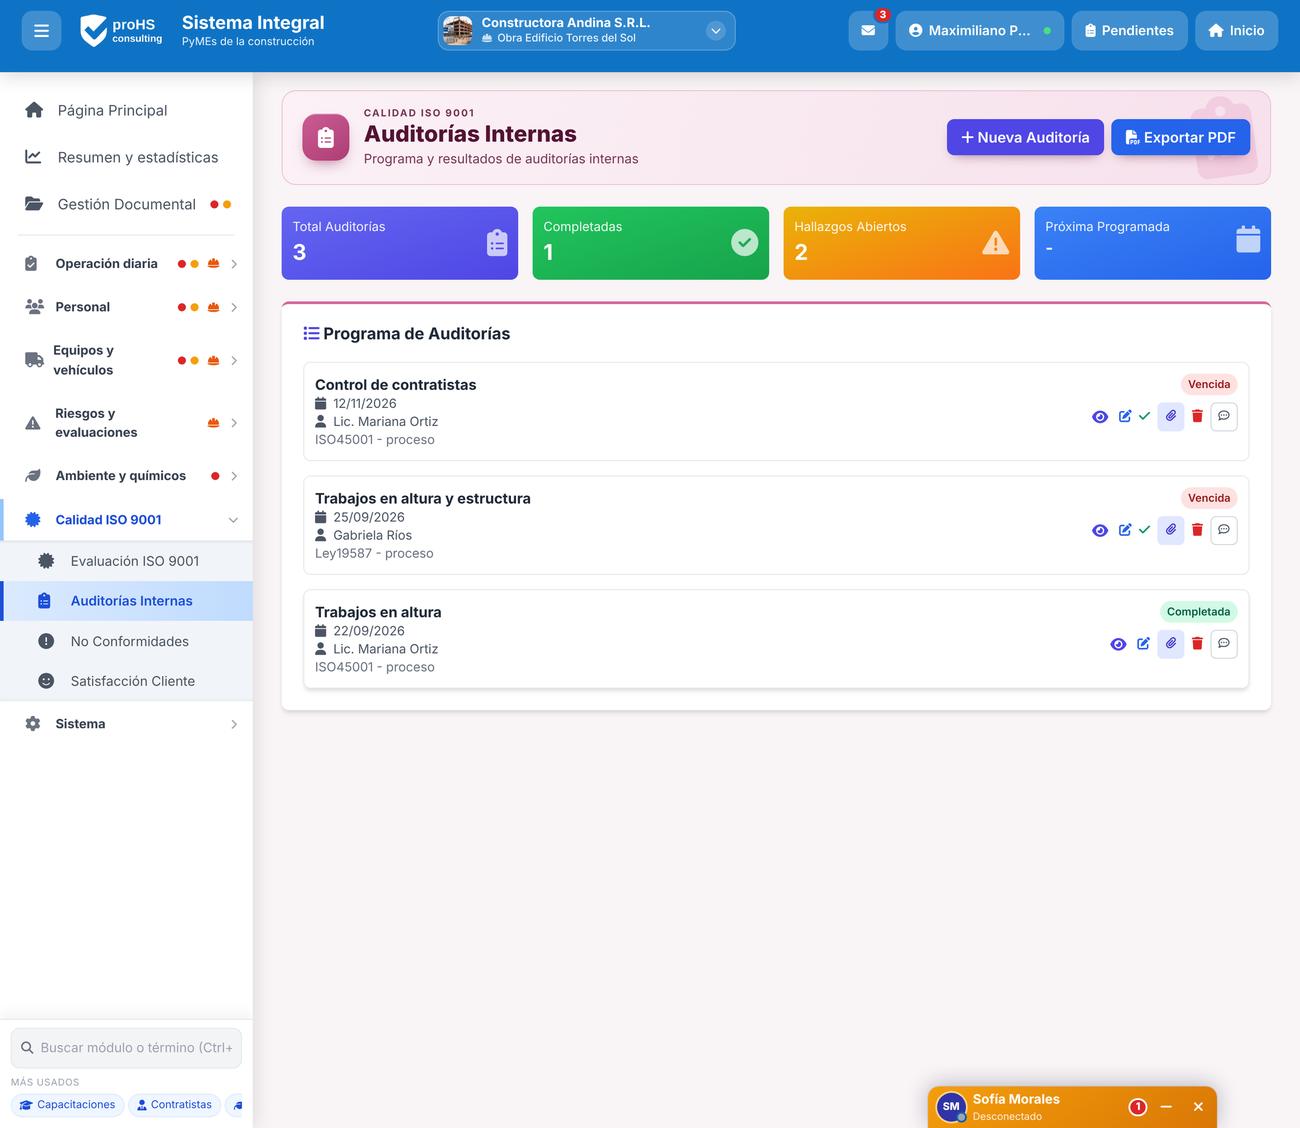 proHS
consulting
Sistema Integral
PyMEs de la construcción
Constructora Andina S.R.L.
Obra Edificio Torres del Sol
3
Maximiliano P...
Pendientes
Inicio
Página Principal
Resumen y estadísticas
Gestión Documental
Operación diaria
Personal
Equipos y
vehículos
Riesgos y
evaluaciones
Ambiente y químicos
Calidad ISO 9001
Evaluación ISO 9001
Auditorías Internas
No Conformidades
Satisfacción Cliente
Sistema
Buscar módulo o término (Ctrl+
MÁS USADOS
Capacitaciones
Contratistas
CALIDAD ISO 9001
Auditorías Internas
Programa y resultados de auditorías internas
Nueva Auditoría
PDF Exportar PDF
Total Auditorías
3
Completadas
1
Hallazgos Abiertos
2
Próxima Programada
-
Programa de Auditorías
Control de contratistas
Vencida
12/11/2026
Lic. Mariana Ortiz
ISO45001 - proceso
Trabajos en altura y estructura
Vencida
25/09/2026
Gabriela Ríos
Ley19587 - proceso
Trabajos en altura
Completada
22/09/2026
Lic. Mariana Ortiz
ISO45001 - proceso
SM
Sofía Morales
Desconectado
1